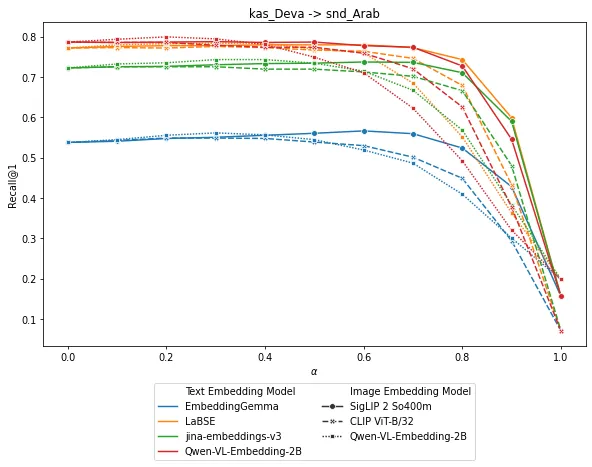 kas_Deva -> snd_Arab
Recall@1
0.8
0.7
0.6
0.5
0.4
0.3
0.2
0.1
0.0
0.2
0.4
0.6
0.8
1.0
α
Text Embedding Model
EmbeddingGemma
LaBSE
jina-embeddings-v3
Qwen-VL-Embedding-2B
Image Embedding Model
SigLIP 2 So400m
CLIP ViT-B/32
Qwen-VL-Embedding-2B